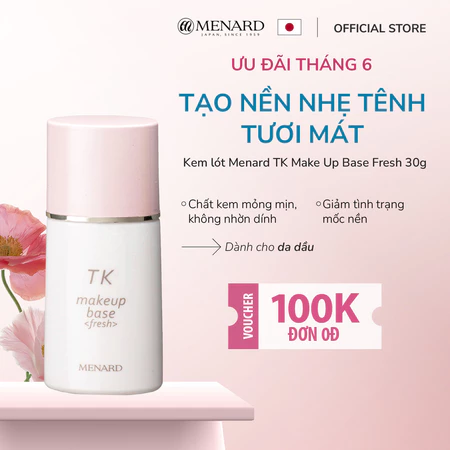 MENARD
JAPAN, SINCE 1959
OFFICIAL STORE
ƯU ĐÃI THÁNG 6
TẠO NỀN NHẸ TÊNH
TƯƠI MÁT
Kem lót Menard TK Make Up Base Fresh 30g
Chất kem mỏng mịn,
không nhờn dính
Giảm tình trạng
mốc nền
Dành cho da dầu
VOUCHER
100K
ĐƠN 0Đ
TK
makeup
base
<fresh>
MENARD